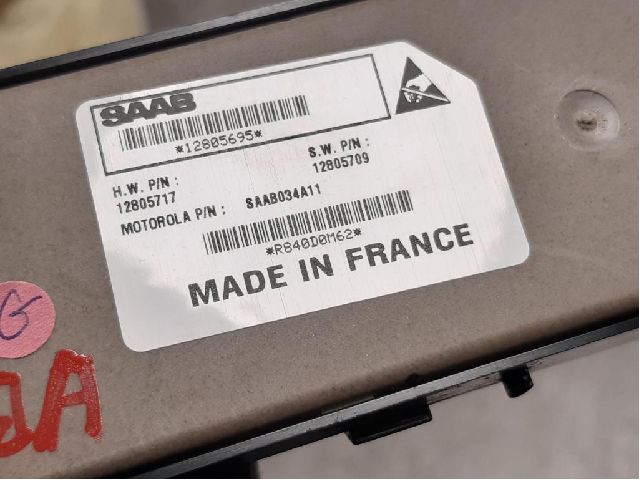 SAAB
*12805695*
H.W. P/N : S.W. P/N :
12805717 12805709
MOTOROLA P/N : SAAB034A11
*R840D0M62*
MADE IN FRANCE
G